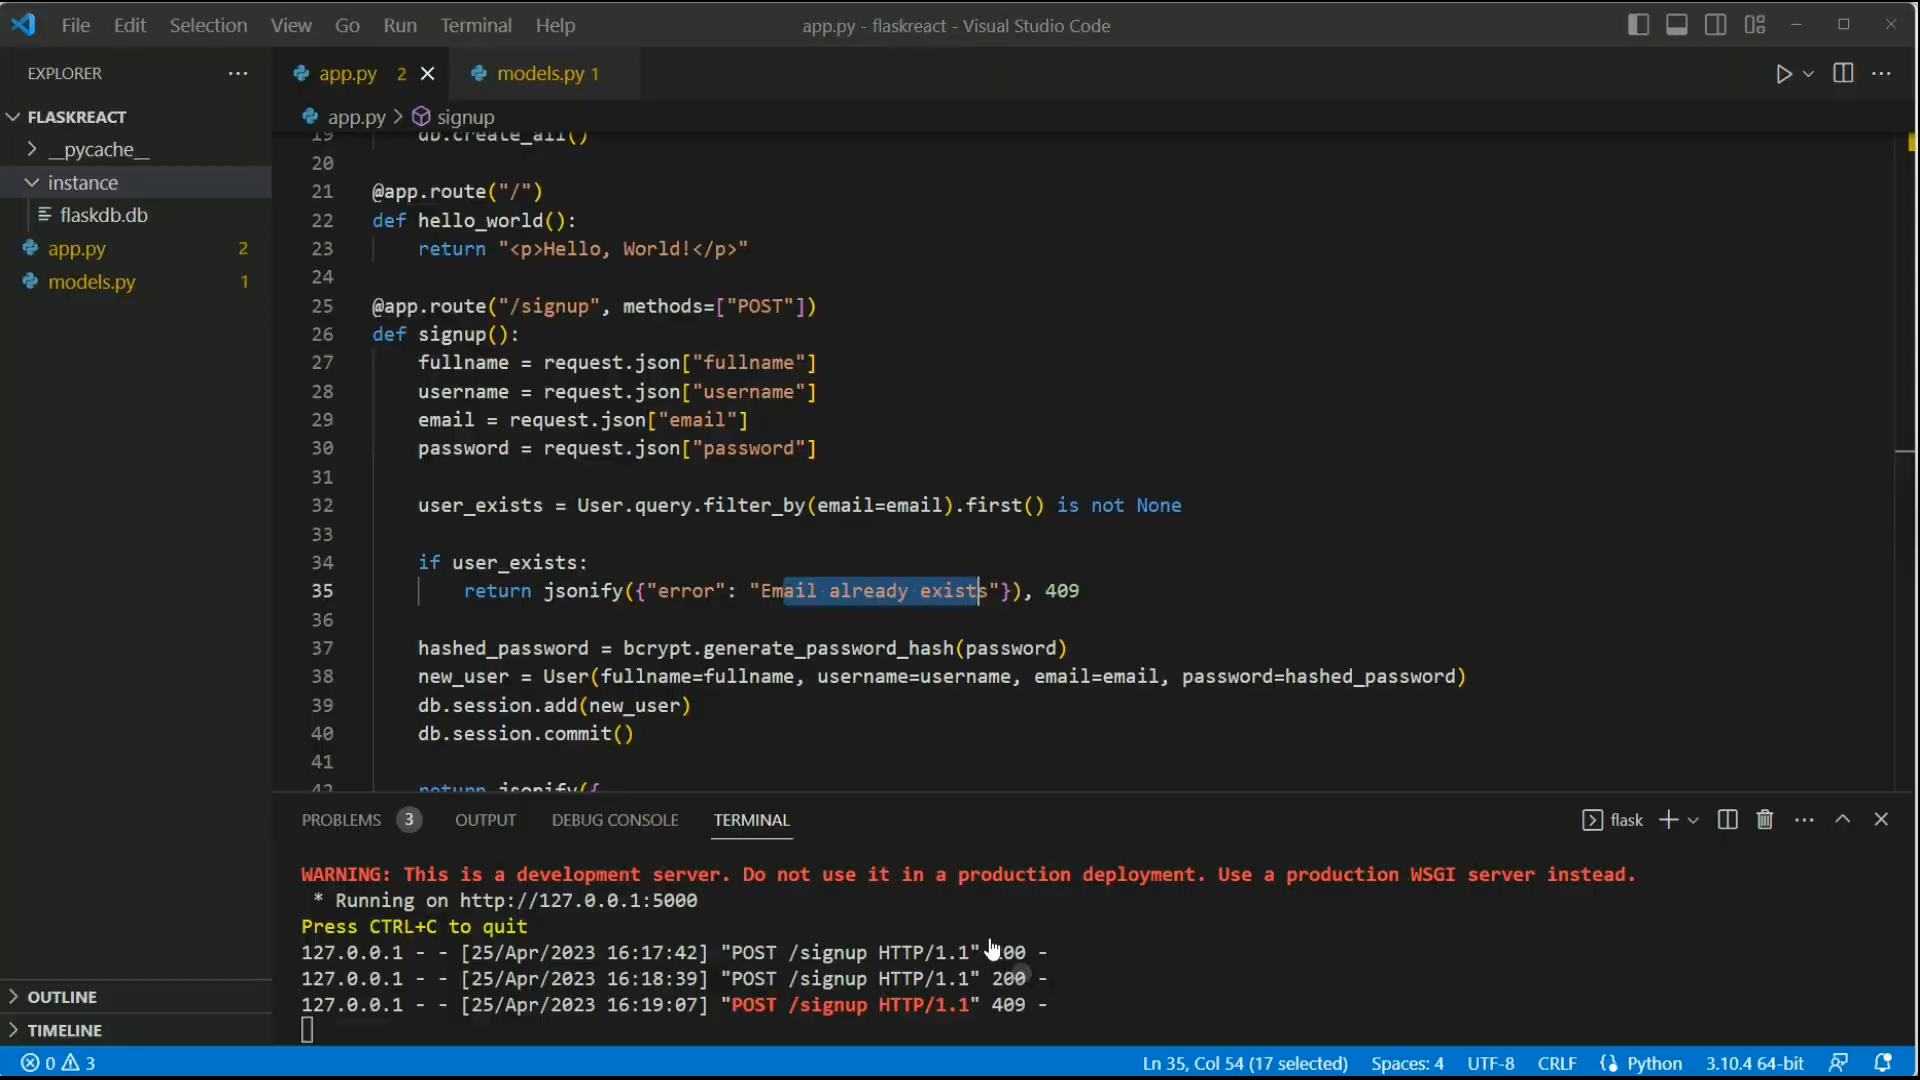 File Edit Selection View Go Run Terminal Help app.py - flaskreact - Visual Studio Code
EXPLORER
FLASKREACT
__pycache__
instance
flaskdb.db
app.py 2
models.py 1
OUTLINE
TIMELINE
app.py 2 models.py 1
app.py > signup
19 db.create_all()
20
21 @app.route("/")
22 def hello_world():
23 return "<p>Hello, World!</p>"
24
25 @app.route("/signup", methods=["POST"])
26 def signup():
27 fullname = request.json["fullname"]
28 username = request.json["username"]
29 email = request.json["email"]
30 password = request.json["password"]
31
32 user_exists = User.query.filter_by(email=email).first() is not None
33
34 if user_exists:
35 return jsonify({"error": "Email already exists"}), 409
36
37 hashed_password = bcrypt.generate_password_hash(password)
38 new_user = User(fullname=fullname, username=username, email=email, password=hashed_password)
39 db.session.add(new_user)
40 db.session.commit()
41
42 return jsonify({
PROBLEMS 3 OUTPUT DEBUG CONSOLE TERMINAL flask
WARNING: This is a development server. Do not use it in a production deployment. Use a production WSGI server instead.
* Running on http://127.0.0.1:5000
Press CTRL+C to quit
127.0.0.1 - - [25/Apr/2023 16:17:42] "POST /signup HTTP/1.1" 200 -
127.0.0.1 - - [25/Apr/2023 16:18:39] "POST /signup HTTP/1.1" 200 -
127.0.0.1 - - [25/Apr/2023 16:19:07] "POST /signup HTTP/1.1" 409 -
0 3 Ln 35, Col 54 (17 selected) Spaces: 4 UTF-8 CRLF Python 3.10.4 64-bit